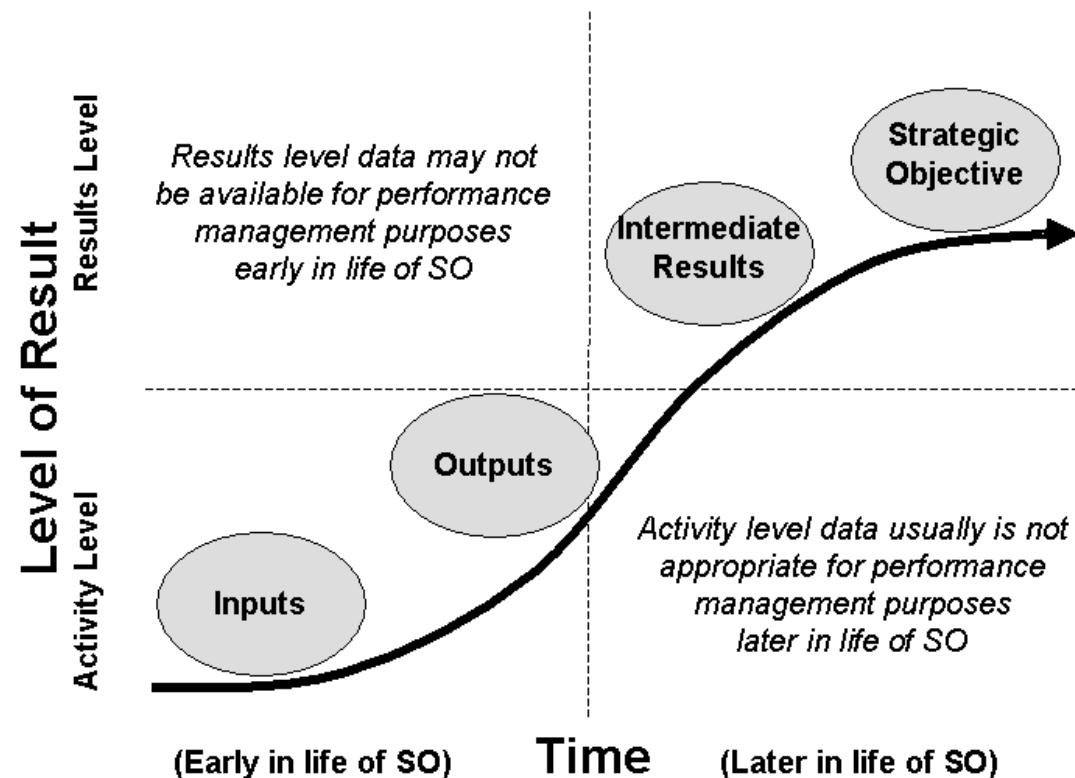 Level of Result
Results Level
Activity Level
Results level data may not
be available for performance
management purposes
early in life of SO
Strategic
Objective
Intermediate
Results
Outputs
Inputs
Activity level data usually is not
appropriate for performance
management purposes
later in life of SO
(Early in life of SO)
Time
(Later in life of SO)